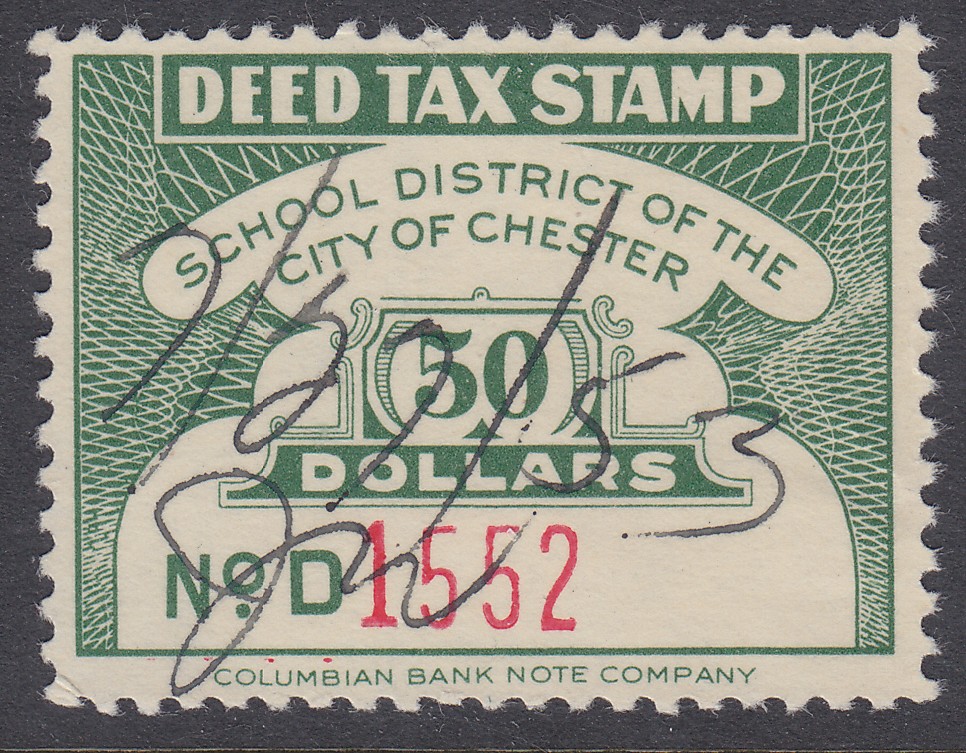 DEED TAX STAMP
SCHOOL DISTRICT OF THE
CITY OF CHESTER
50
DOLLARS
No. D 1552
COLUMBIAN BANK NOTE COMPANY